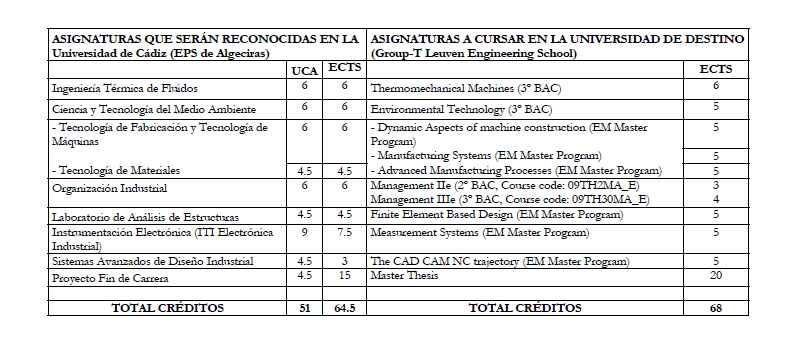 ASIGNATURAS QUE SERÁN RECONOCIDAS EN LA Universidad de Cádiz (EPS de Algeciras) ASIGNATURAS A CURSAR EN LA UNIVERSIDAD DE DESTINO (Group-T Leuven Engineering School)
UCA ECTS ECTS
Ingeniería Térmica de Fluidos 6 6 Thermomechanical Machines (3º BAC) 6
Ciencia y Tecnología del Medio Ambiente 6 6 Environmental Technology (3º BAC) 5
- Tecnología de Fabricación y Tecnología de 6 6 - Dynamic Aspects of machine construction (EM Master 5
Máquinas Program)
- Manufacturing Systems (EM Master Program) 5
- Tecnología de Materiales 4.5 4.5 - Advanced Manufacturing Processes (EM Master Program) 5
Organización Industrial 6 6 Management IIe (2º BAC, Course code: 09TH2MA_E) 3
Management IIIe (3º BAC, Course code: 09TH30MA_E) 4
Laboratorio de Análisis de Estructuras 4.5 4.5 Finite Element Based Design (EM Master Program) 5
Instrumentación Electrónica (ITI Electrónica 9 7.5 Measurement Systems (EM Master Program) 5
Industrial)
Sistemas Avanzados de Diseño Industrial 4.5 3 The CAD CAM NC trajectory (EM Master Program) 5
Proyecto Fin de Carrera 4.5 15 Master Thesis 20
TOTAL CRÉDITOS 51 64.5 TOTAL CRÉDITOS 68